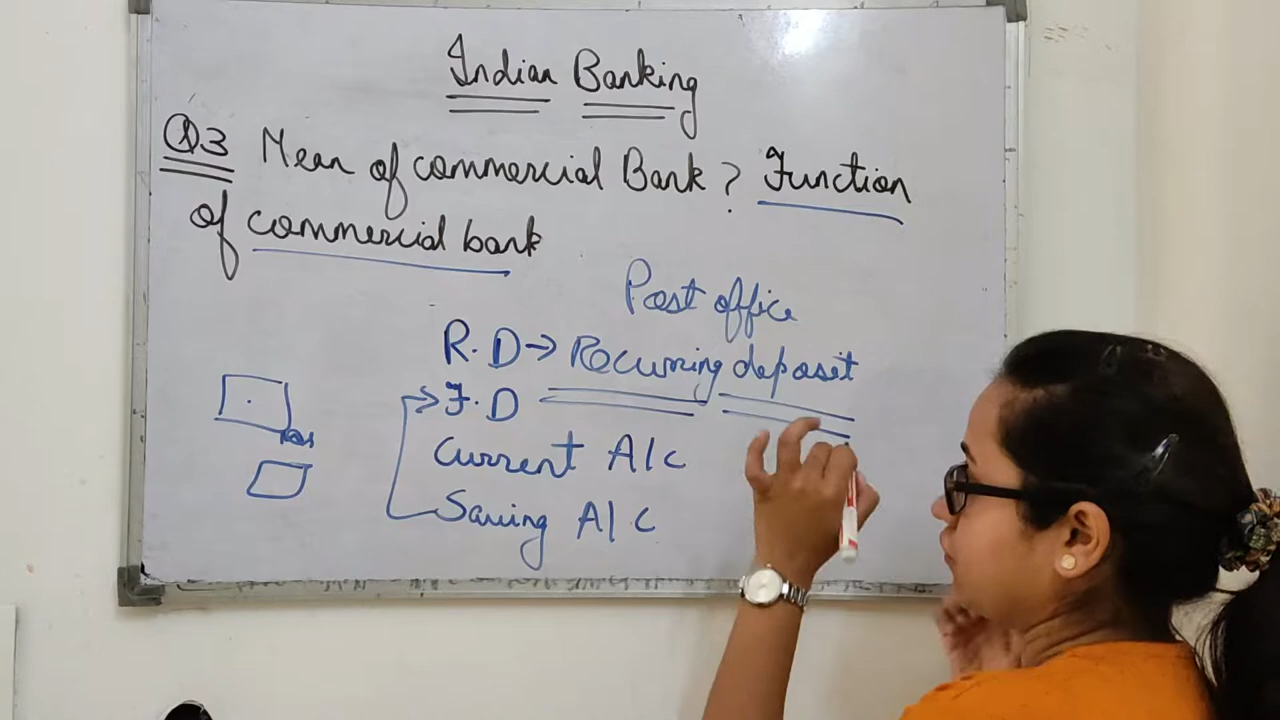 Indian Banking
Q3 Mean of commercial Bank? Function
of commercial bank
Post office
R.D → Recurring deposit
→ F.D
Current A/c
Saving A/c